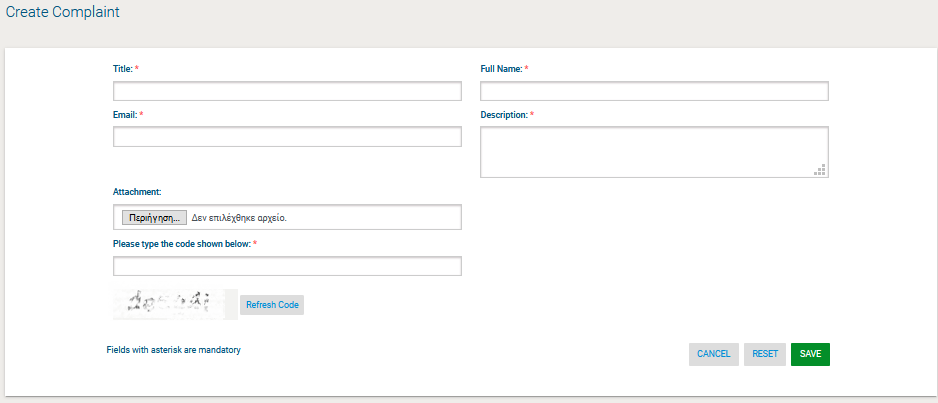 Create Complaint
Title: *
Full Name: *
Email: *
Description: *
Attachment:
Περιήγηση... Δεν επιλέχθηκε αρχείο.
Please type the code shown below: *
Refresh Code
Fields with asterisk are mandatory
CANCEL RESET SAVE